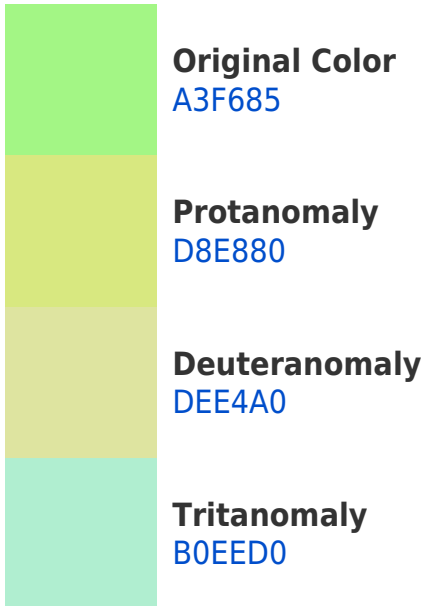 Original Color
A3F685
Protanomaly
D8E880
Deuteranomaly
DEE4A0
Tritanomaly
B0EED0